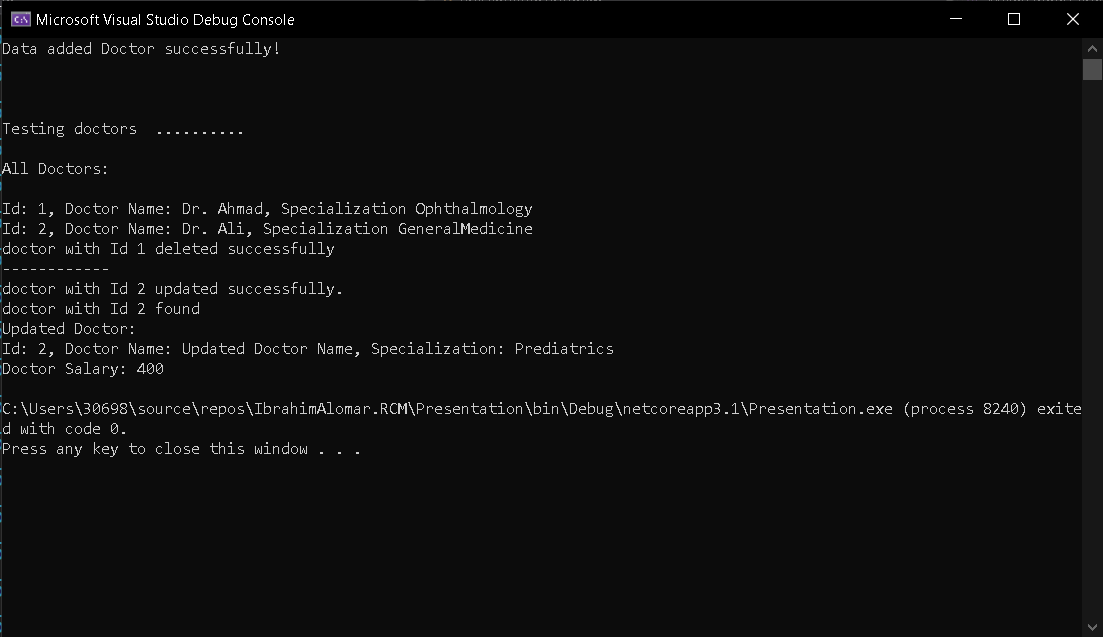 Microsoft Visual Studio Debug Console
Data added Doctor successfully!
Testing doctors  ..........
All Doctors:
Id: 1, Doctor Name: Dr. Ahmad, Specialization Ophthalmology
Id: 2, Doctor Name: Dr. Ali, Specialization GeneralMedicine
doctor with Id 1 deleted successfully
------------
doctor with Id 2 updated successfully.
doctor with Id 2 found
Updated Doctor:
Id: 2, Doctor Name: Updated Doctor Name, Specialization: Prediatrics
Doctor Salary: 400
C:\Users\30698\source\repos\IbrahimAlomar.RCM\Presentation\bin\Debug\netcoreapp3.1\Presentation.exe (process 8240) exite
d with code 0.
Press any key to close this window . . .